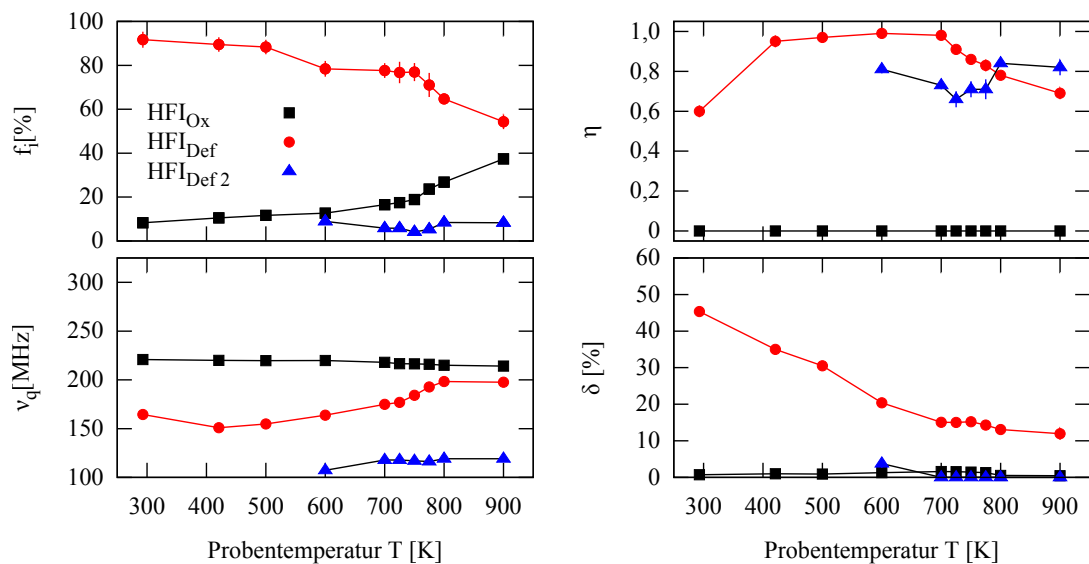 100
80
60
40
20
0
f_i[%]
HFI_Ox
HFI_Def
HFI_Def 2
1,0
0,8
0,6
0,4
0,2
0
η
300
250
200
150
100
ν_q[MHz]
300 400 500 600 700 800 900
Probentemperatur T [K]
60
50
40
30
20
10
0
δ [%]
300 400 500 600 700 800 900
Probentemperatur T [K]